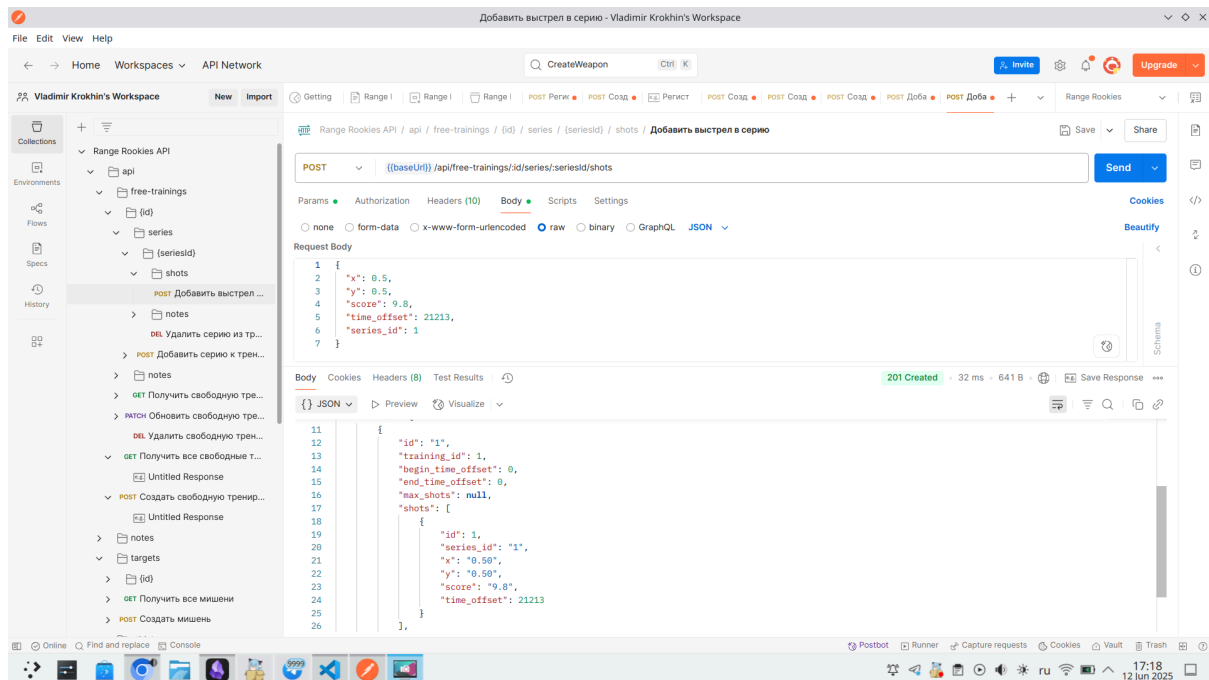 Добавить выстрел в серию - Vladimir Krokhin's Workspace
File Edit View Help
Home Workspaces API Network CreateWeapon Ctrl K Invite Upgrade
Vladimir Krokhin's Workspace New Import Getting Range I Range I Range I POST Регис POST Созд Регист POST Созд POST Созд POST Созд POST Доба POST Доба Range Rookies
Collections
Environments
Flows
Specs
History
Range Rookies API
api
free-trainings
{id}
series
{seriesId}
shots
POST Добавить выстрел ...
notes
DEL Удалить серию из тр...
POST Добавить серию к трен...
notes
GET Получить свободную тре...
PATCH Обновить свободную тре...
DEL Удалить свободную трен...
GET Получить все свободные т...
e.g. Untitled Response
POST Создать свободную тренир...
e.g. Untitled Response
notes
targets
{id}
GET Получить все мишени
POST Создать мишень
Range Rookies API / api / free-trainings / {id} / series / {seriesId} / shots / Добавить выстрел в серию Save Share
POST {{baseUrl}} /api/free-trainings/:id/series/:seriesId/shots Send
Params Authorization Headers (10) Body Scripts Settings Cookies
none form-data x-www-form-urlencoded raw binary GraphQL JSON Beautify
Request Body
1 {
2 "x": 0.5,
3 "y": 0.5,
4 "score": 9.8,
5 "time_offset": 21213,
6 "series_id": 1
7 }
Schema
Body Cookies Headers (8) Test Results 201 Created 32 ms 641 B Save Response
{} JSON Preview Visualize
11 {
12 "id": "1",
13 "training_id": 1,
14 "begin_time_offset": 0,
15 "end_time_offset": 0,
16 "max_shots": null,
17 "shots": [
18 {
19 "id": 1,
20 "series_id": "1",
21 "x": "0.50",
22 "y": "0.50",
23 "score": "9.8",
24 "time_offset": 21213
25 }
26 ],
Online Find and replace Console Postbot Runner Capture requests Cookies Vault Trash
9999 ru 17:18
12 Jun 2025